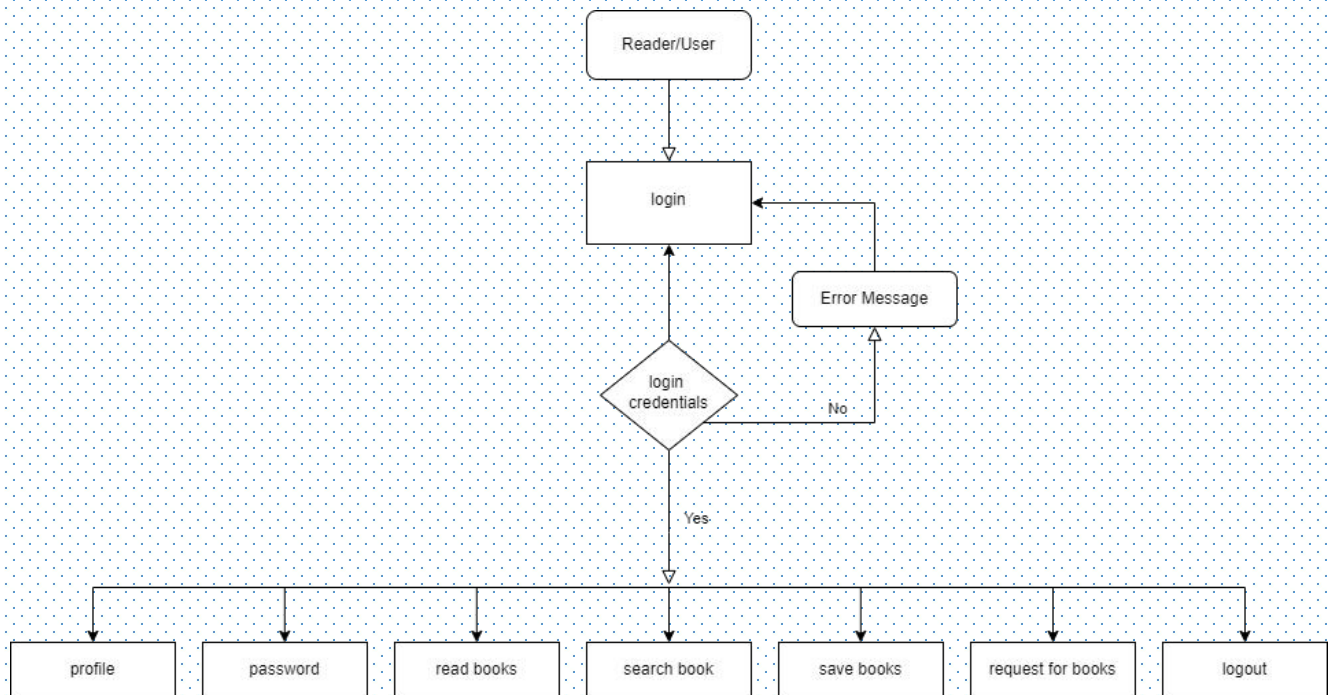 Reader/User
login
Error Message
login
credentials
No
Yes
profile
password
read books
search book
save books
request for books
logout